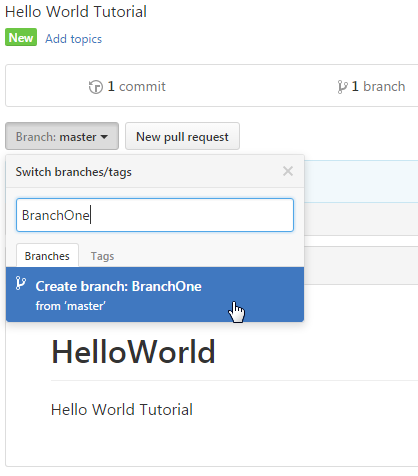 Hello World Tutorial
New Add topics
1 commit 1 branch
Branch: master New pull request
Switch branches/tags ×
BranchOne
Branches Tags
Create branch: BranchOne
from ‘master’
HelloWorld
Hello World Tutorial